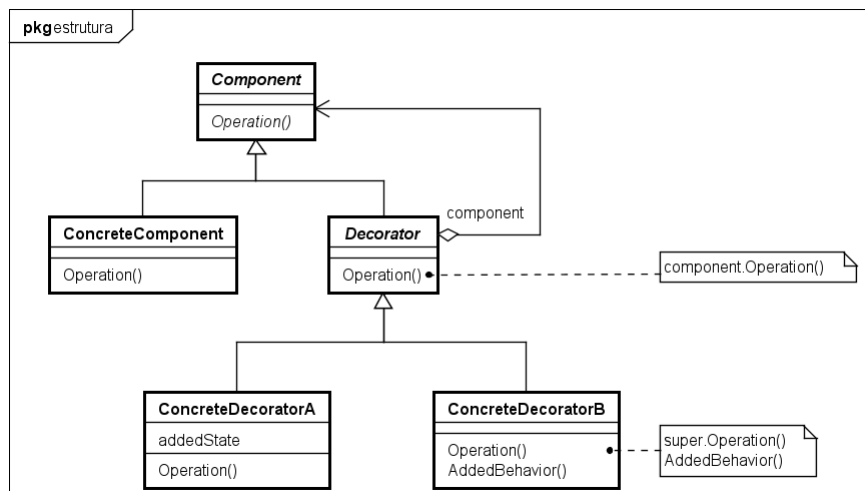 pkg estrutura
Component
Operation()
component
ConcreteComponent
Operation()
Decorator
Operation()
component.Operation()
ConcreteDecoratorA
addedState
Operation()
ConcreteDecoratorB
Operation()
AddedBehavior()
super.Operation()
AddedBehavior()